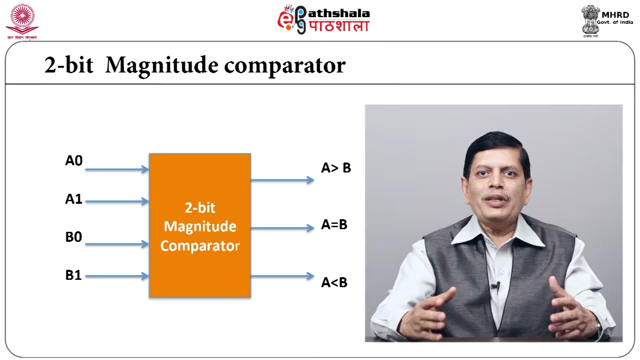 Pathshala
पाठशाला
MHRD
Govt. of India
2-bit Magnitude comparator
A0
A1
B0
B1
2-bit
Magnitude
Comparator
A> B
A=B
A<B